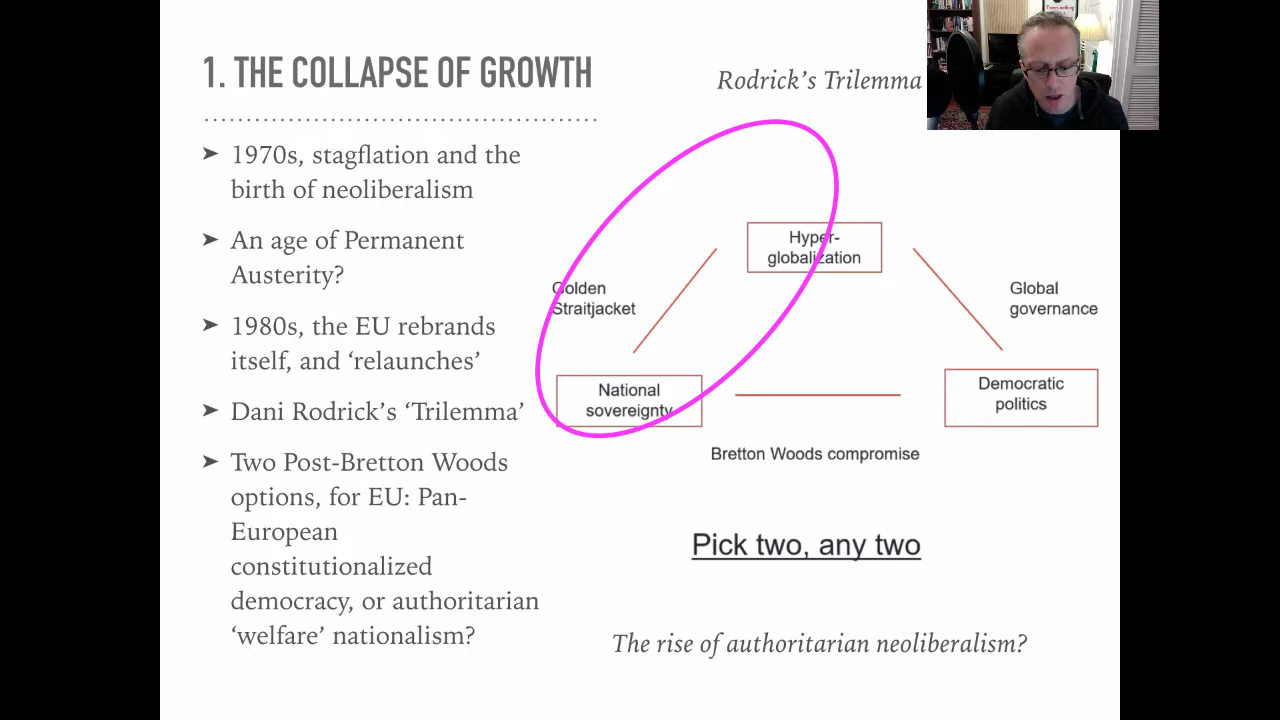 1. THE COLLAPSE OF GROWTH
➤ 1970s, stagflation and the
birth of neoliberalism
➤ An age of Permanent
Austerity?
➤ 1980s, the EU rebrands
itself, and ‘relaunches’
➤ Dani Rodrick’s ‘Trilemma’
➤ Two Post-Bretton Woods
options, for EU: Pan-
European
constitutionalized
democracy, or authoritarian
‘welfare’ nationalism?
Rodrick’s Trilemma
Hyper-
globalization
Golden
Straitjacket
Global
governance
National
sovereignty
Democratic
politics
Bretton Woods compromise
Pick two, any two
The rise of authoritarian neoliberalism?